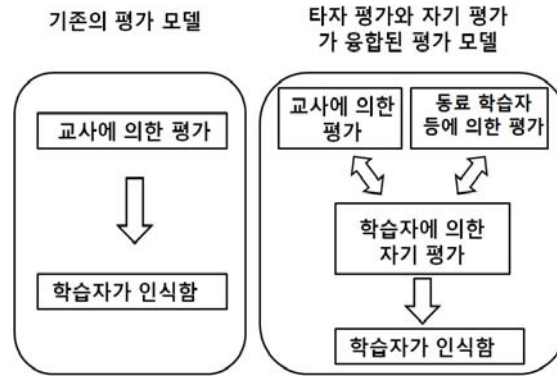 기존의 평가 모델
교사에 의한 평가
학습자가 인식함
타자 평가와 자기 평가
가 융합된 평가 모델
교사에 의한
평가
동료 학습자
등에 의한 평가
학습자에 의한
자기 평가
학습자가 인식함